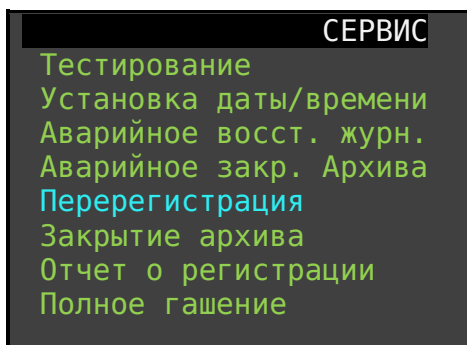 СЕРВИС
Тестирование
Установка даты/времени
Аварийное восст. журн.
Аварийное закр. Архива
Перерегистрация
Закрытие архива
Отчет о регистрации
Полное гашение